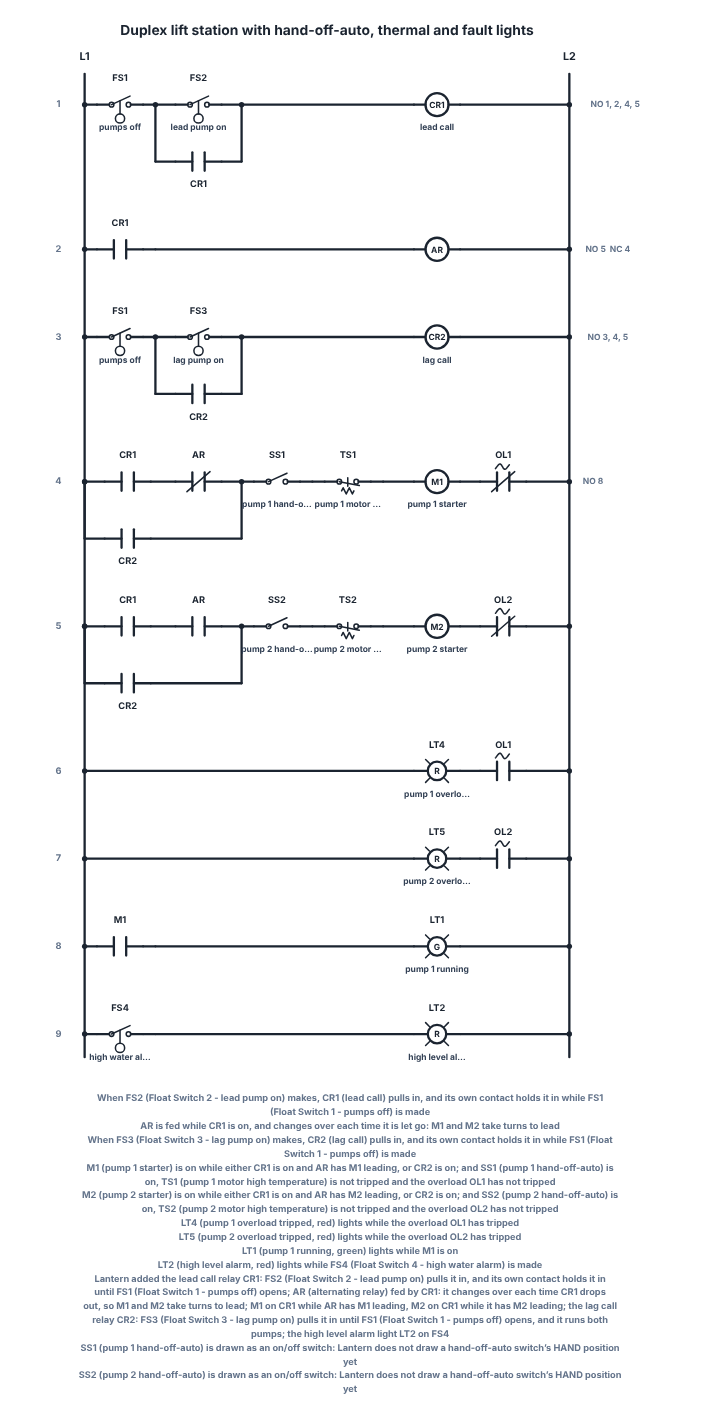 Duplex lift station with hand-off-auto, thermal and fault lights
L1 L2
FS1 FS2
1 CR1 NO 1, 2, 4, 5
pumps off lead pump on lead call
CR1
CR1
2 AR NO 5 NC 4
FS1 FS3
3 CR2 NO 3, 4, 5
pumps off lag pump on lag call
CR2
CR1 AR SS1 TS1 OL1
4 M1 NO 8
pump 1 hand-o... pump 1 motor ... pump 1 starter
CR2
CR1 AR SS2 TS2 OL2
5 M2
pump 2 hand-o... pump 2 motor ... pump 2 starter
CR2
LT4 OL1
6 R
pump 1 overlo...
LT5 OL2
7 R
pump 2 overlo...
M1 LT1
8 G
pump 1 running
FS4 LT2
9 R
high water al... high level al...
When FS2 (Float Switch 2 - lead pump on) makes, CR1 (lead call) pulls in, and its own contact holds it in while FS1
(Float Switch 1 - pumps off) is made
AR is fed while CR1 is on, and changes over each time it is let go: M1 and M2 take turns to lead
When FS3 (Float Switch 3 - lag pump on) makes, CR2 (lag call) pulls in, and its own contact holds it in while FS1 (Float
Switch 1 - pumps off) is made
M1 (pump 1 starter) is on while either CR1 is on and AR has M1 leading, or CR2 is on; and SS1 (pump 1 hand-off-auto) is
on, TS1 (pump 1 motor high temperature) is not tripped and the overload OL1 has not tripped
M2 (pump 2 starter) is on while either CR1 is on and AR has M2 leading, or CR2 is on; and SS2 (pump 2 hand-off-auto) is
on, TS2 (pump 2 motor high temperature) is not tripped and the overload OL2 has not tripped
LT4 (pump 1 overload tripped, red) lights while the overload OL1 has tripped
LT5 (pump 2 overload tripped, red) lights while the overload OL2 has tripped
LT1 (pump 1 running, green) lights while M1 is on
LT2 (high level alarm, red) lights while FS4 (Float Switch 4 - high water alarm) is made
Lantern added the lead call relay CR1: FS2 (Float Switch 2 - lead pump on) pulls it in, and its own contact holds it in
until FS1 (Float Switch 1 - pumps off) opens; AR (alternating relay) fed by CR1: it changes over each time CR1 drops
out, so M1 and M2 take turns to lead; M1 on CR1 while AR has M1 leading, M2 on CR1 while it has M2 leading; the lag call
relay CR2: FS3 (Float Switch 3 - lag pump on) pulls it in until FS1 (Float Switch 1 - pumps off) opens, and it runs both
pumps; the high level alarm light LT2 on FS4
SS1 (pump 1 hand-off-auto) is drawn as an on/off switch: Lantern does not draw a hand-off-auto switch's HAND position
yet
SS2 (pump 2 hand-off-auto) is drawn as an on/off switch: Lantern does not draw a hand-off-auto switch's HAND position
yet